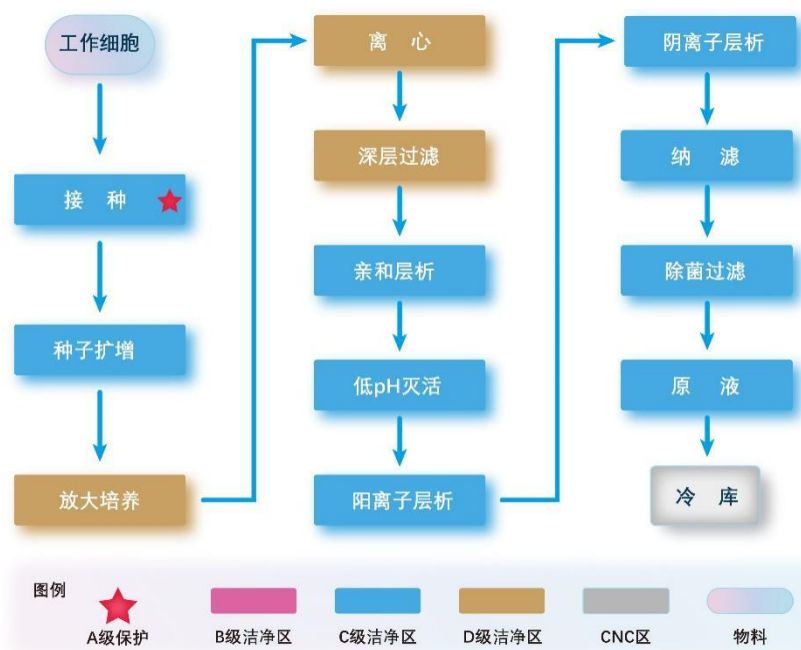 工作细胞
接 种
种子扩增
放大培养
离 心
深层过滤
亲和层析
低pH灭活
阳离子层析
阴离子层析
纳 滤
除菌过滤
原 液
冷 库
图例
A级保护
B级洁净区
C级洁净区
D级洁净区
CNC区
物料